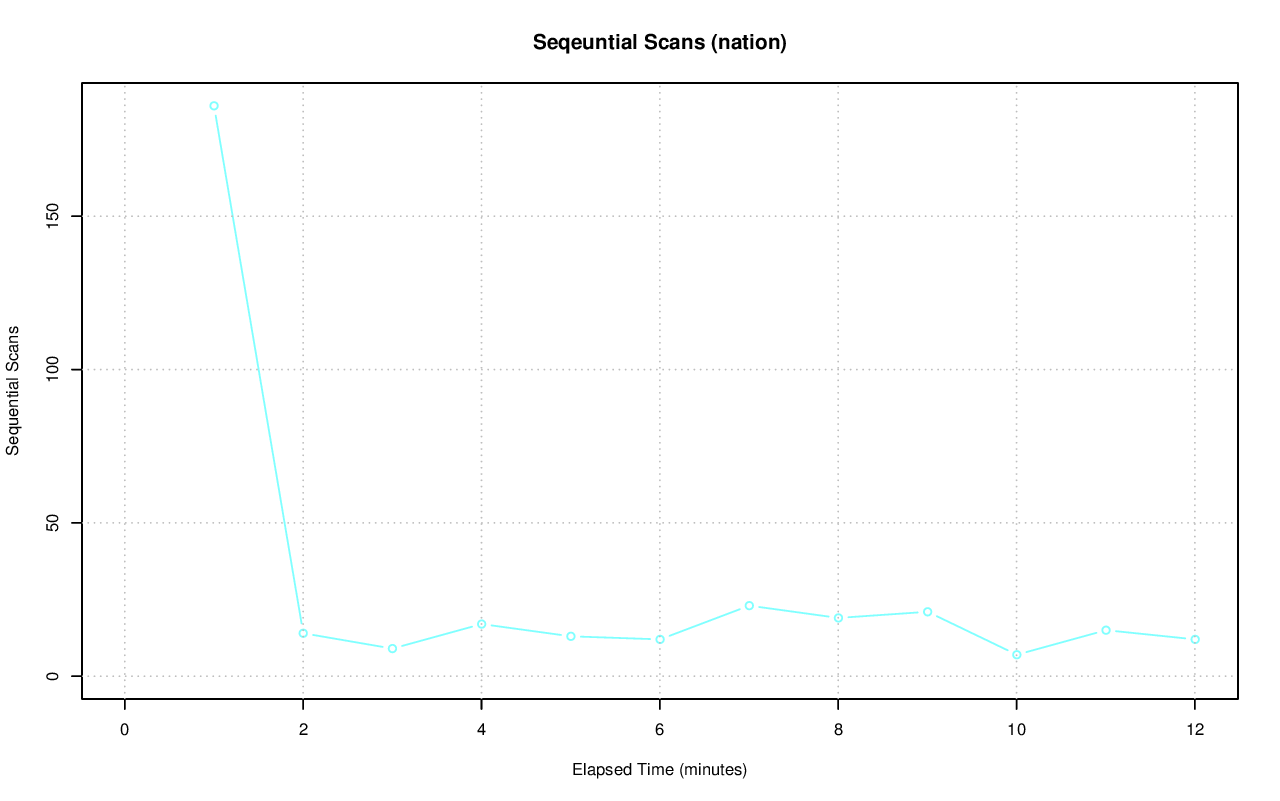 Seqeuntial Scans (nation)
Sequential Scans
150
100
50
0
0 2 4 6 8 10 12
Elapsed Time (minutes)